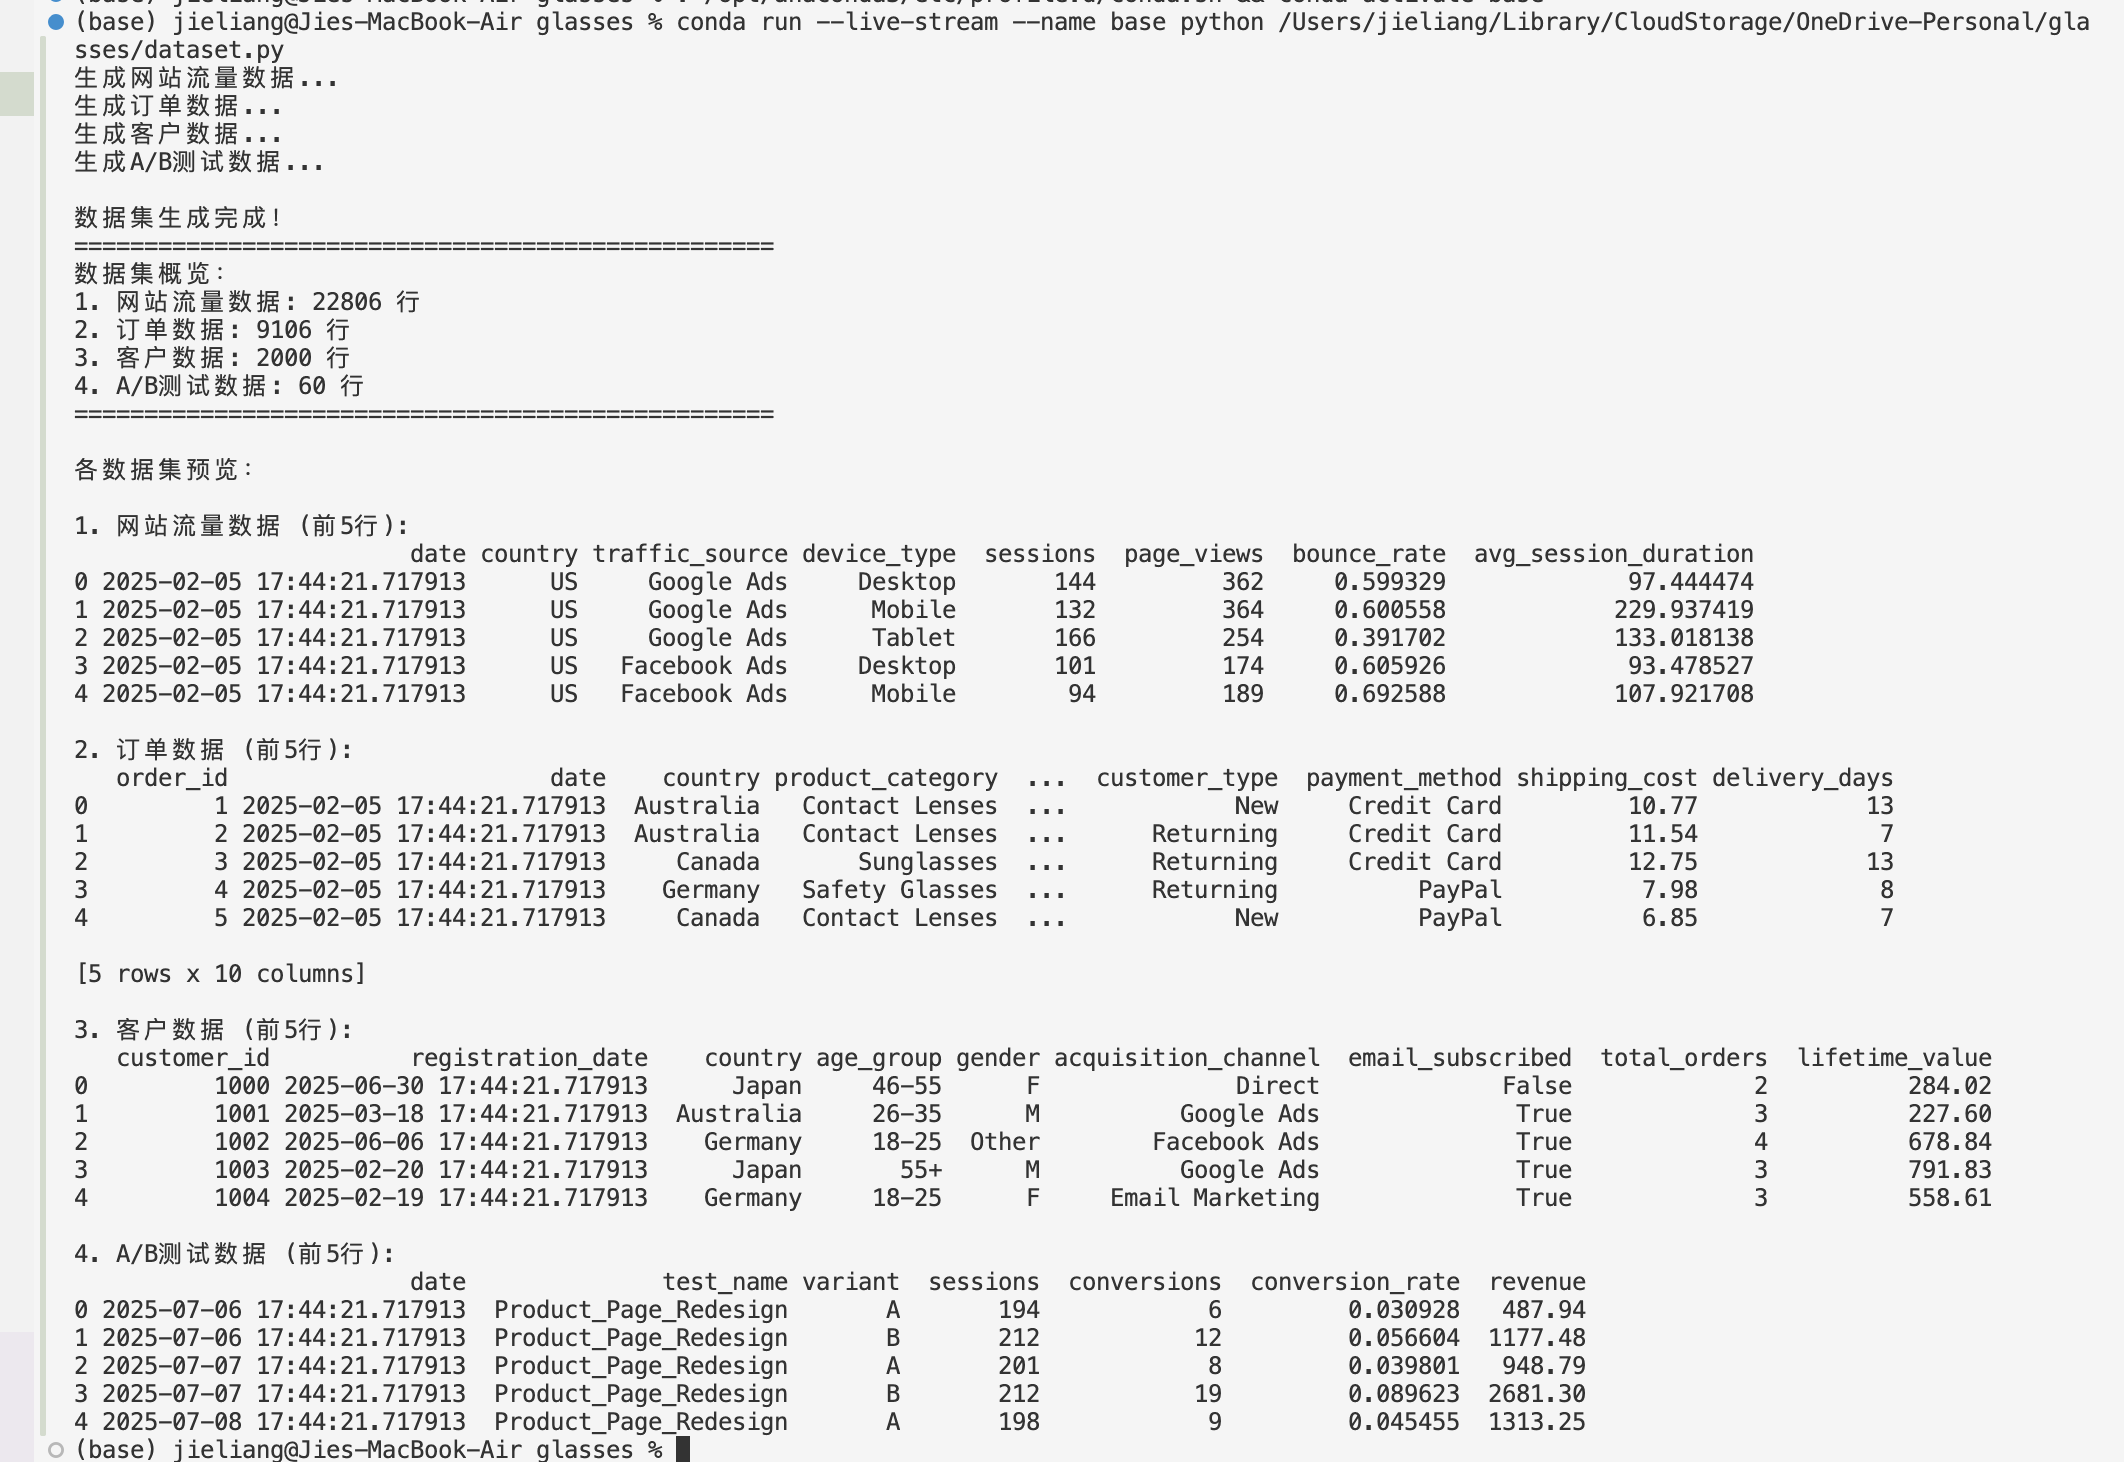 (base) jieliang@Jies-MacBook-Air glasses % conda run --live-stream --name base python /Users/jieliang/Library/CloudStorage/OneDrive-Personal/gla
sses/dataset.py
生成网站流量数据...
生成订单数据...
生成客户数据...
生成A/B测试数据...
数据集生成完成!
==================================================
数据集概览:
1. 网站流量数据: 22806 行
2. 订单数据: 9106 行
3. 客户数据: 2000 行
4. A/B测试数据: 60 行
==================================================
各数据集预览:
1. 网站流量数据 (前5行):
date country traffic_source device_type sessions page_views bounce_rate avg_session_duration
0 2025-02-05 17:44:21.717913 US Google Ads Desktop 144 362 0.599329 97.444474
1 2025-02-05 17:44:21.717913 US Google Ads Mobile 132 364 0.600558 229.937419
2 2025-02-05 17:44:21.717913 US Google Ads Tablet 166 254 0.391702 133.018138
3 2025-02-05 17:44:21.717913 US Facebook Ads Desktop 101 174 0.605926 93.478527
4 2025-02-05 17:44:21.717913 US Facebook Ads Mobile 94 189 0.692588 107.921708
2. 订单数据 (前5行):
order_id date country product_category ... customer_type payment_method shipping_cost delivery_days
0 1 2025-02-05 17:44:21.717913 Australia Contact Lenses ... New Credit Card 10.77 13
1 2 2025-02-05 17:44:21.717913 Australia Contact Lenses ... Returning Credit Card 11.54 7
2 3 2025-02-05 17:44:21.717913 Canada Sunglasses ... Returning Credit Card 12.75 13
3 4 2025-02-05 17:44:21.717913 Germany Safety Glasses ... Returning PayPal 7.98 8
4 5 2025-02-05 17:44:21.717913 Canada Contact Lenses ... New PayPal 6.85 7
[5 rows x 10 columns]
3. 客户数据 (前5行):
customer_id registration_date country age_group gender acquisition_channel email_subscribed total_orders lifetime_value
0 1000 2025-06-30 17:44:21.717913 Japan 46-55 F Direct False 2 284.02
1 1001 2025-03-18 17:44:21.717913 Australia 26-35 M Google Ads True 3 227.60
2 1002 2025-06-06 17:44:21.717913 Germany 18-25 Other Facebook Ads True 4 678.84
3 1003 2025-02-20 17:44:21.717913 Japan 55+ M Google Ads True 3 791.83
4 1004 2025-02-19 17:44:21.717913 Germany 18-25 F Email Marketing True 3 558.61
4. A/B测试数据 (前5行):
date test_name variant sessions conversions conversion_rate revenue
0 2025-07-06 17:44:21.717913 Product_Page_Redesign A 194 6 0.030928 487.94
1 2025-07-06 17:44:21.717913 Product_Page_Redesign B 212 12 0.056604 1177.48
2 2025-07-07 17:44:21.717913 Product_Page_Redesign A 201 8 0.039801 948.79
3 2025-07-07 17:44:21.717913 Product_Page_Redesign B 212 19 0.089623 2681.30
4 2025-07-08 17:44:21.717913 Product_Page_Redesign A 198 9 0.045455 1313.25
(base) jieliang@Jies-MacBook-Air glasses %